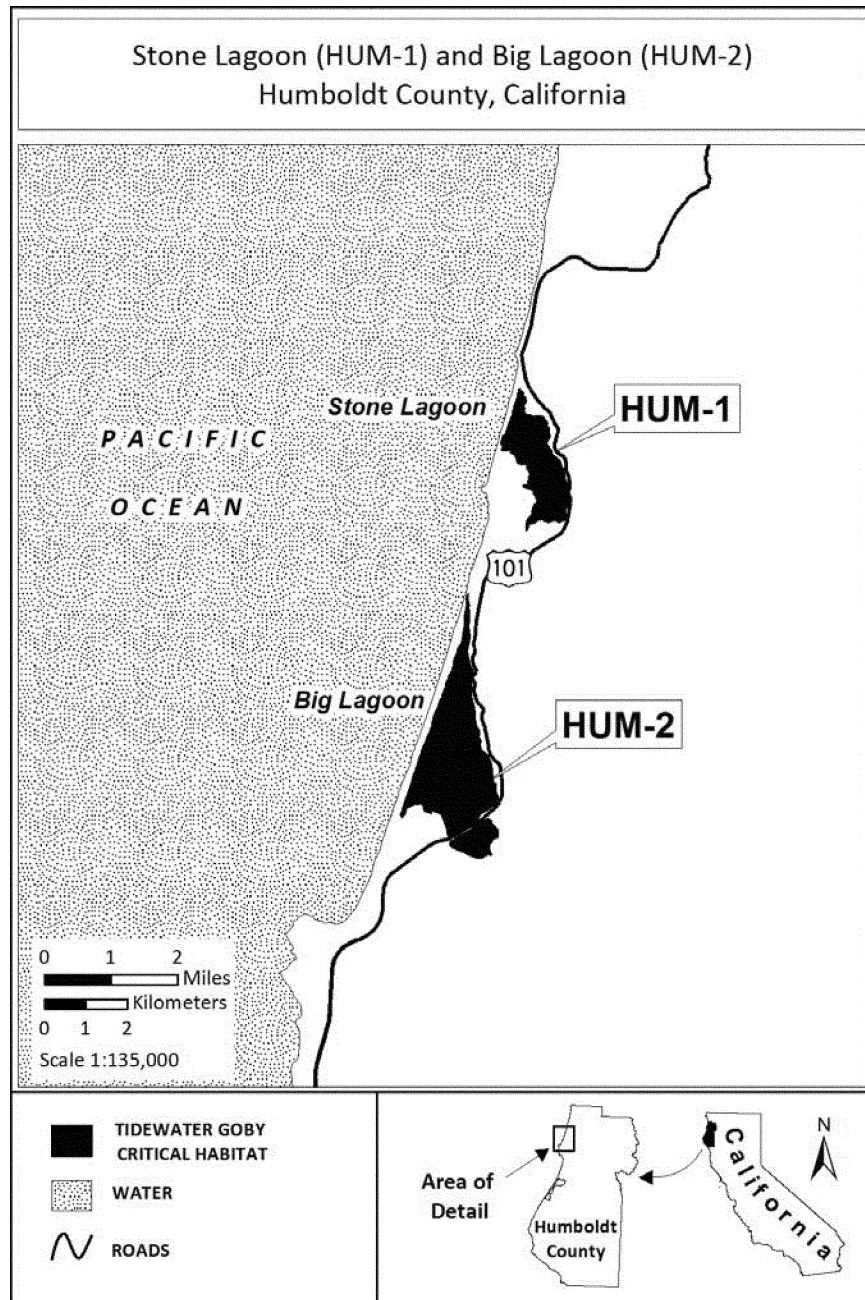 Stone Lagoon (HUM-1) and Big Lagoon (HUM-2)
Humboldt County, California
Stone Lagoon
HUM-1
PACIFIC
OCEAN
101
Big Lagoon
HUM-2
0 1 2
Miles
Kilometers
0 1 2
Scale 1:135,000
TIDEWATER GOBY
CRITICAL HABITAT
WATER
ROADS
Area of
Detail
Humboldt
County
California
N